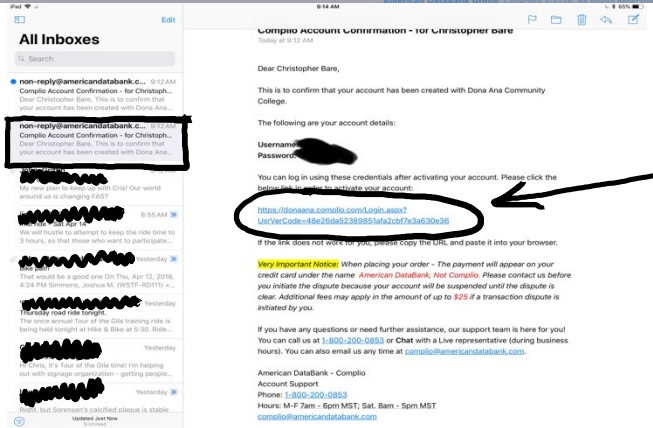 iPad
9:14 AM
65%
Edit
All Inboxes
Search
non-reply@americandatabank.c... 9:12 AM
Complio Account Confirmation - for Christoph...
Dear Christopher Bare, This is to confirm that
your account has been created with Dona Ana...
non-reply@americandatabank.c... 9:12 AM
Complio Account Confirmation - for Christoph...
Dear Christopher Bare, This is to confirm that
your account has been created with Dona Ana...
My new plan to keep up with Cris! Our world
around us is changing FAST
8:55 AM
ride - Sat Apr 14
We will hustle to attempt to keep the ride time to
3 hours, so that those who want to participate...
Yesterday
Bike pain
That would be a good one On Thu, Apr 12, 2018,
4:24 PM Simmons, Joshua M. (WSTF-RD111) <...
Yesterday
Thursday road ride tonight.
The once annual Tour of the Gila training ride is
being held tonight at Hike & Bike at 5:30. Ride...
Yesterday
Hi Chris, It's Tour of the Gila time! I'm helping
out with signage organization - getting people...
Yesterday
Right, but Sorensen's calcified plaque is stable
Updated Just Now
9 Unread
Complio Account Confirmation - for Christopher Bare
Today at 9:12 AM
Dear Christopher Bare,
This is to confirm that your account has been created with Dona Ana Community
College.
The following are your account details:
Username
Password:
You can log in using these credentials after activating your account. Please click the
below link in order to activate your account:
https://donaana.complio.com/Login.aspx?
UsrVerCode=48e26da52389851afa2cbf7e3a630e36
If the link does not work for you, please copy the URL and paste it into your browser.
Very Important Notice: When placing your order - The payment will appear on your
credit card under the name American DataBank, Not Complio. Please contact us before
you initiate the dispute because your account will be suspended until the dispute is
clear. Additional fees may apply in the amount of up to $25 if a transaction dispute is
initiated by you.
If you have any questions or need further assistance, our support team is here for you!
You can call us at 1-800-200-0853 or Chat with a Live representative (during business
hours). You can also email us any time at complio@americandatabank.com.
American DataBank - Complio
Account Support
Phone: 1-800-200-0853
Hours: M-F 7am - 6pm MST; Sat. 8am - 5pm MST
complio@americandatabank.com